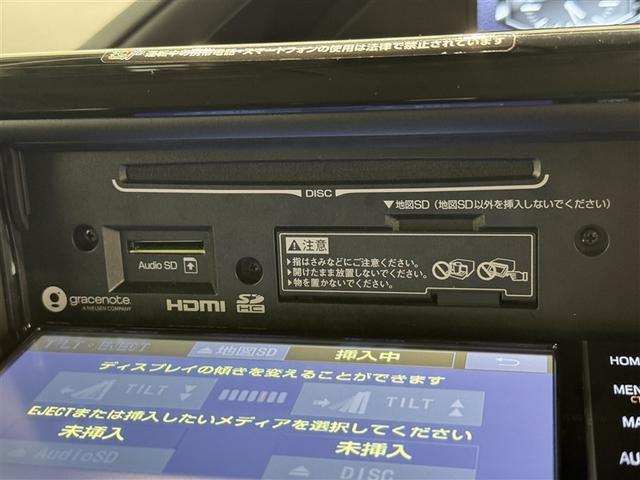 運転中の携帯電話・スマートフォンの使用は法律で禁止されています
DISC
▼地図SD（地図SD以外を挿入しないでください）
Audio SD
⚠注意
▶指はさみなどにご注意ください。
▶開けたまま放置しないでください。
▶物を置かないでください。
gracenote.
A NIELSEN COMPANY
HDMI
SD HC
TILT・EJECT
地図SD
挿入中
ディスプレイの傾きを変えることができます
TILT
TILT
EJECTまたは挿入したいメディアを選択してください
未挿入
未挿入
AudioSD
DISC
HOM
MEN
MA
AU